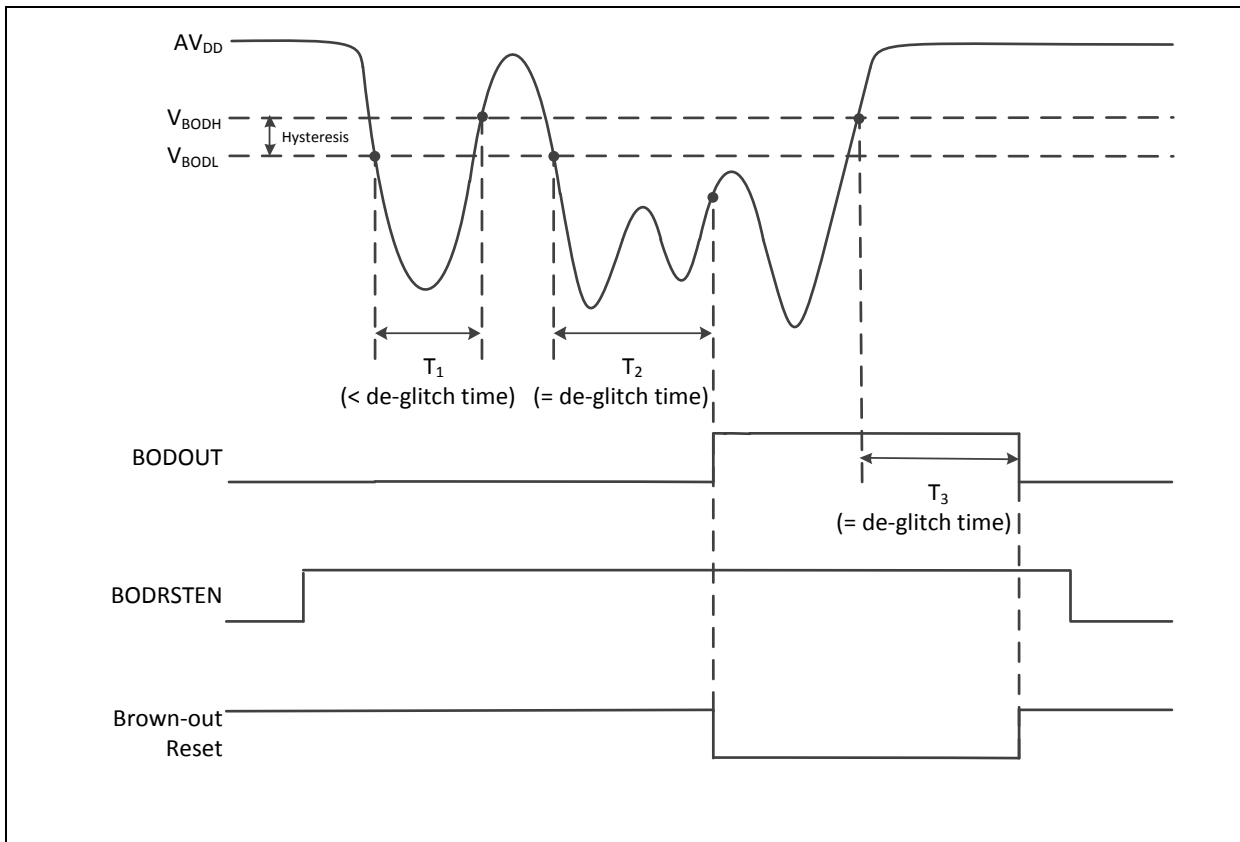 AVDD
VBODH
Hysteresis
VBODL
T1
(< de-glitch time)
T2
(= de-glitch time)
BODOUT
T3
(= de-glitch time)
BODRSTEN
Brown-out
Reset